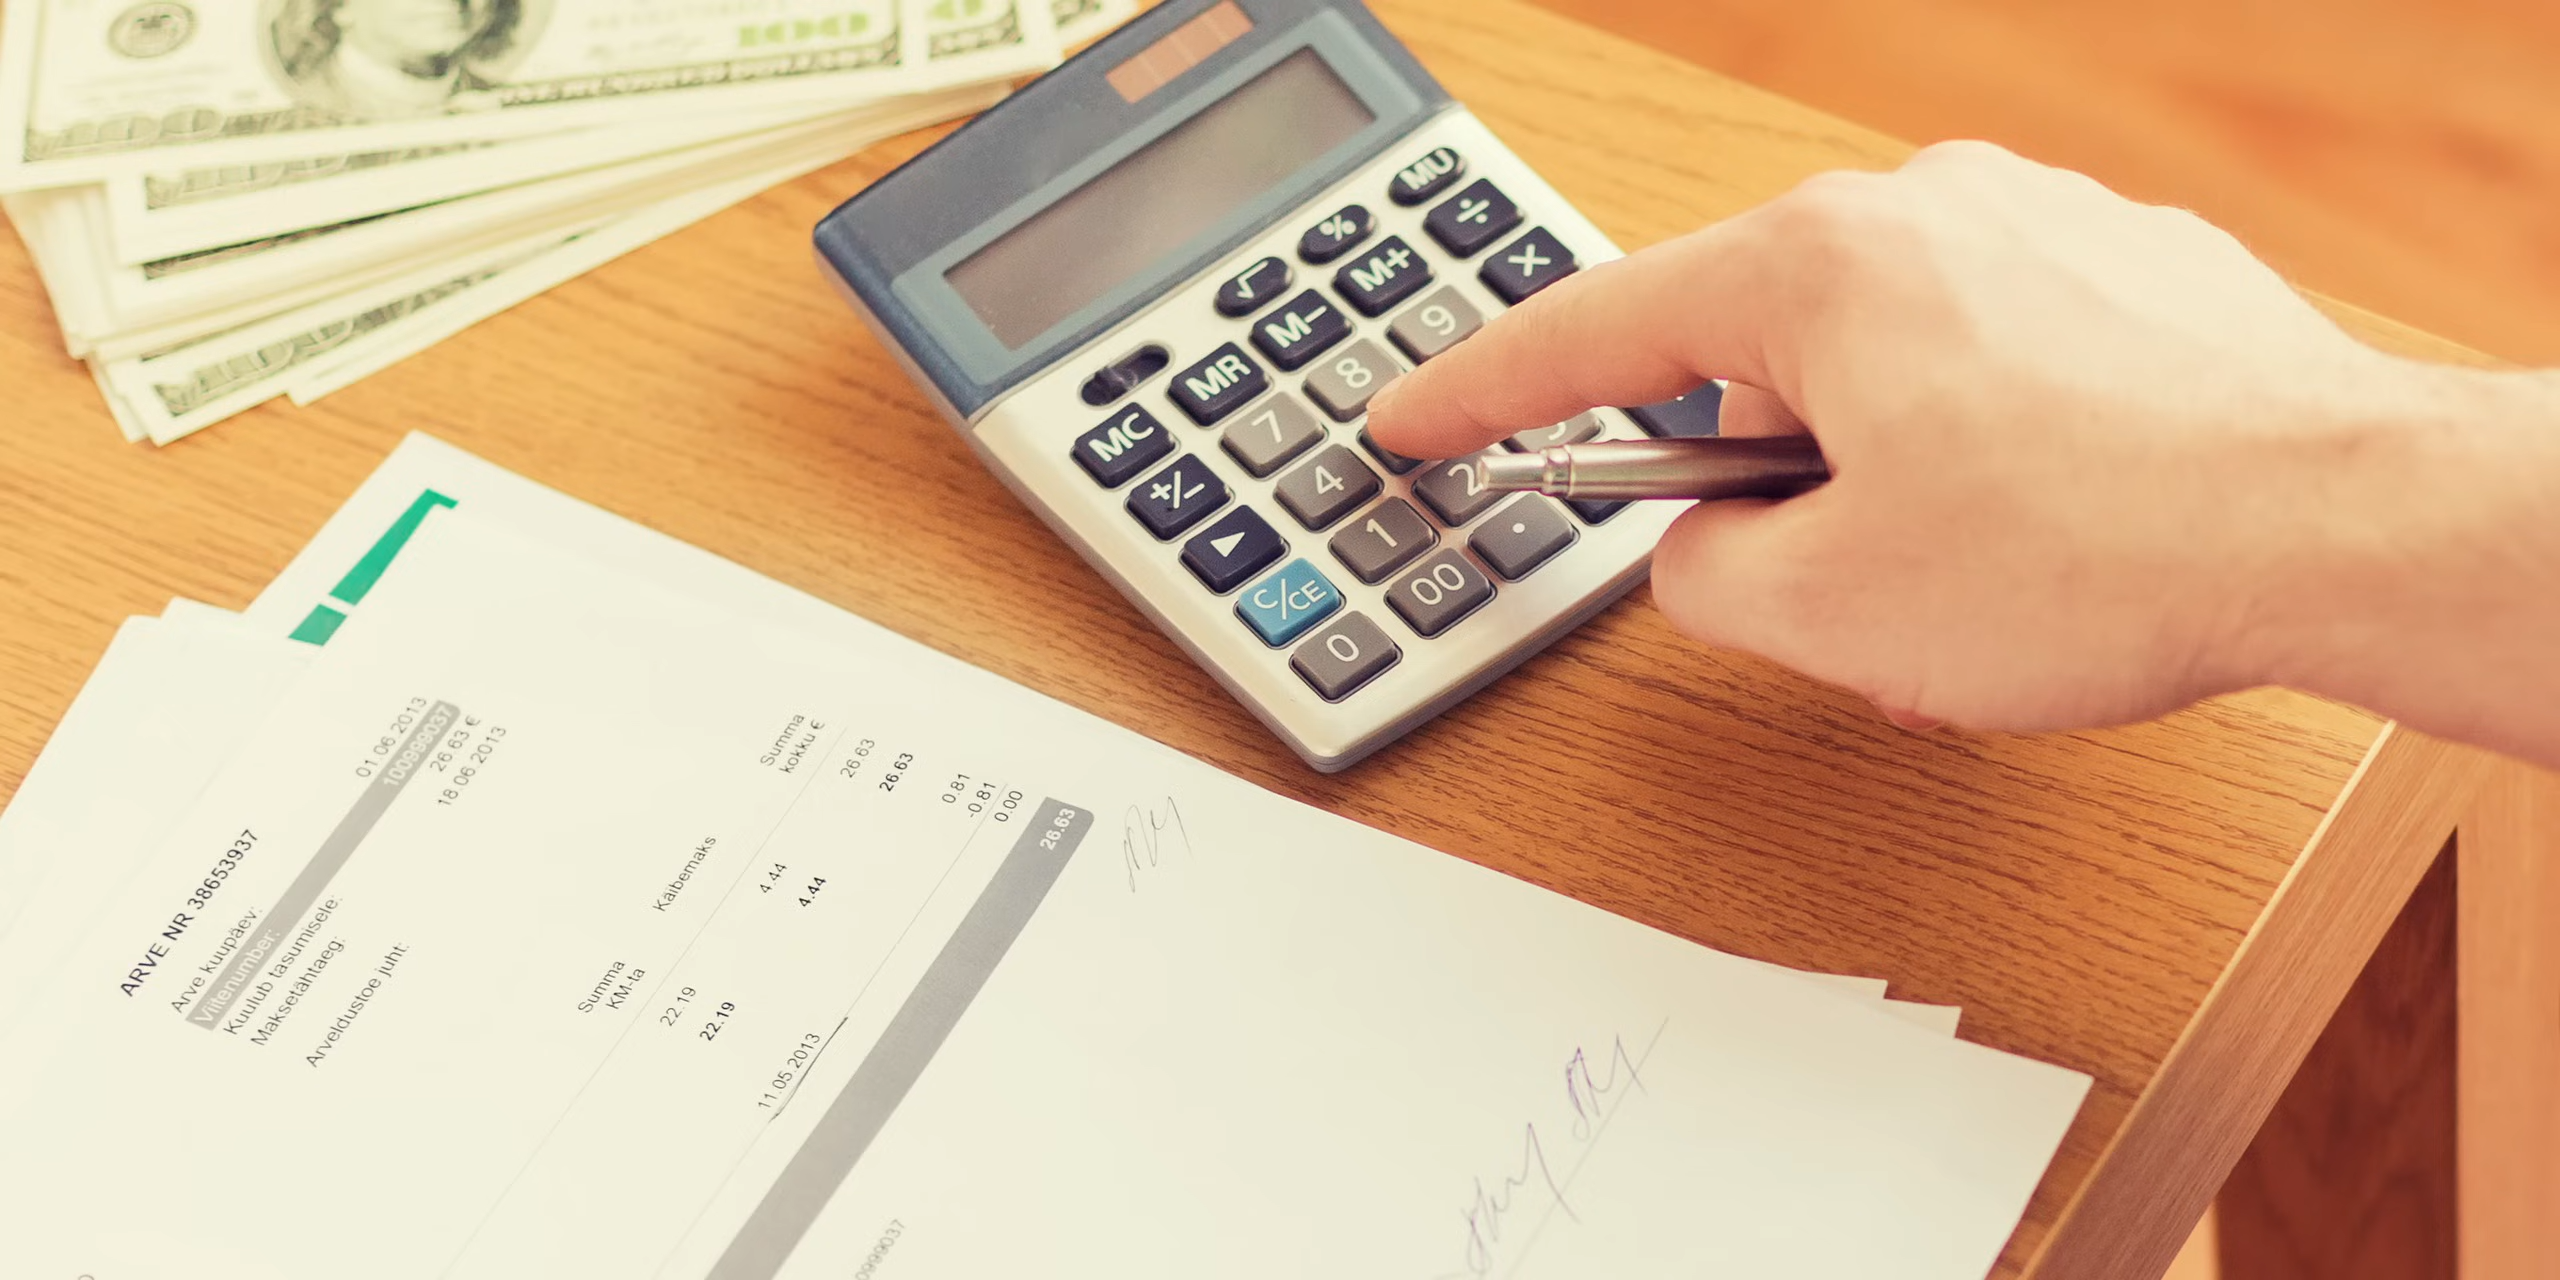 100
MU
%
÷
√
M+
×
M−
9
MR
8
MC
7
+/−
4
2
▶
1
•
C/CE
00
0
ARVE NR 38653937
Arve kuupäev: 01.06.2013
Viitenumber: 100999037
Kuulub tasumisele: 26.63 €
Maksetähtaeg: 18.06.2013
Arveldustoe juht:
Summa KM-ta Käibemaks Summa kokku €
22.19 4.44 26.63
22.19 4.44 26.63
0.81
11.05.2013 -0.81
0.00
26.63
0999037